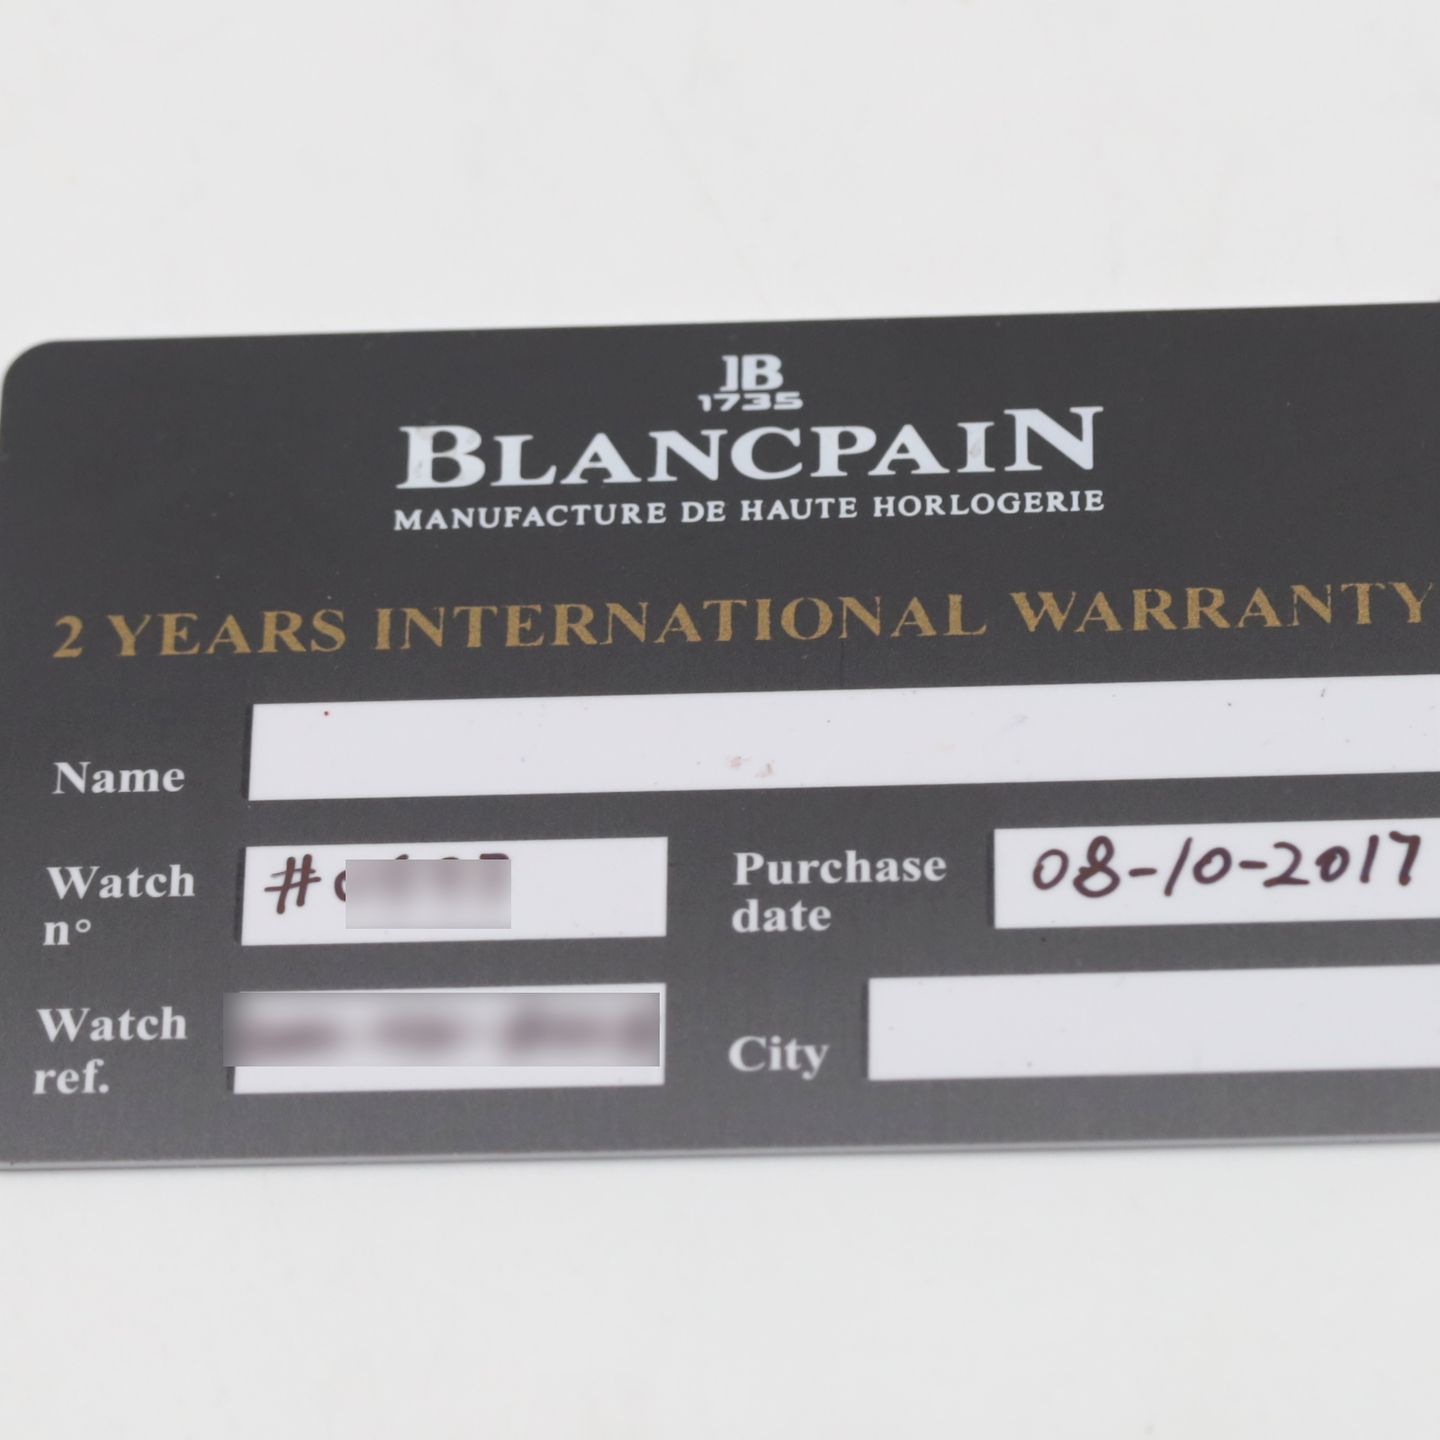 JB
1735
BLANCPAIN
MANUFACTURE DE HAUTE HORLOGERIE
2 YEARS INTERNATIONAL WARRANTY
Name
Watch n° #
Purchase date 08-10-2017
Watch ref.
City